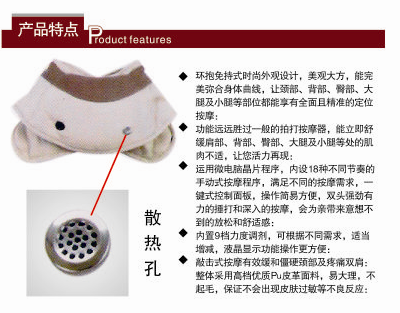 产品特点
Product features
环抱免持式时尚外观设计，美观大方，能完
美弥合身体曲线，让颈部、背部、臀部、大
腿及小腿等部位都能享有全面且精准的定位
按摩；
功能远远胜过一般的拍打按摩器，能立即舒
缓肩部、背部、臀部、大腿及小腿等处的肌
肉不适，让您活力再现；
运用微电脑晶片程序，内设18种不同节奏的
手动式按摩程序，满足不同的按摩需求，一
键式控制面板，操作简易方便，双头强劲有
力的捶打和深入的按摩，会为亲带来意想不
到的放松和舒适感；
内置9档力度调剂，可根据不同需求，适当
增减，液晶显示功能操作更方便；
敲击式按摩有效缓和僵硬颈部及疼痛双肩；
整体采用高档优质Pu皮革面料，易大理，不
起毛，保证不会出现皮肤过敏等不良反应；
散
热
孔